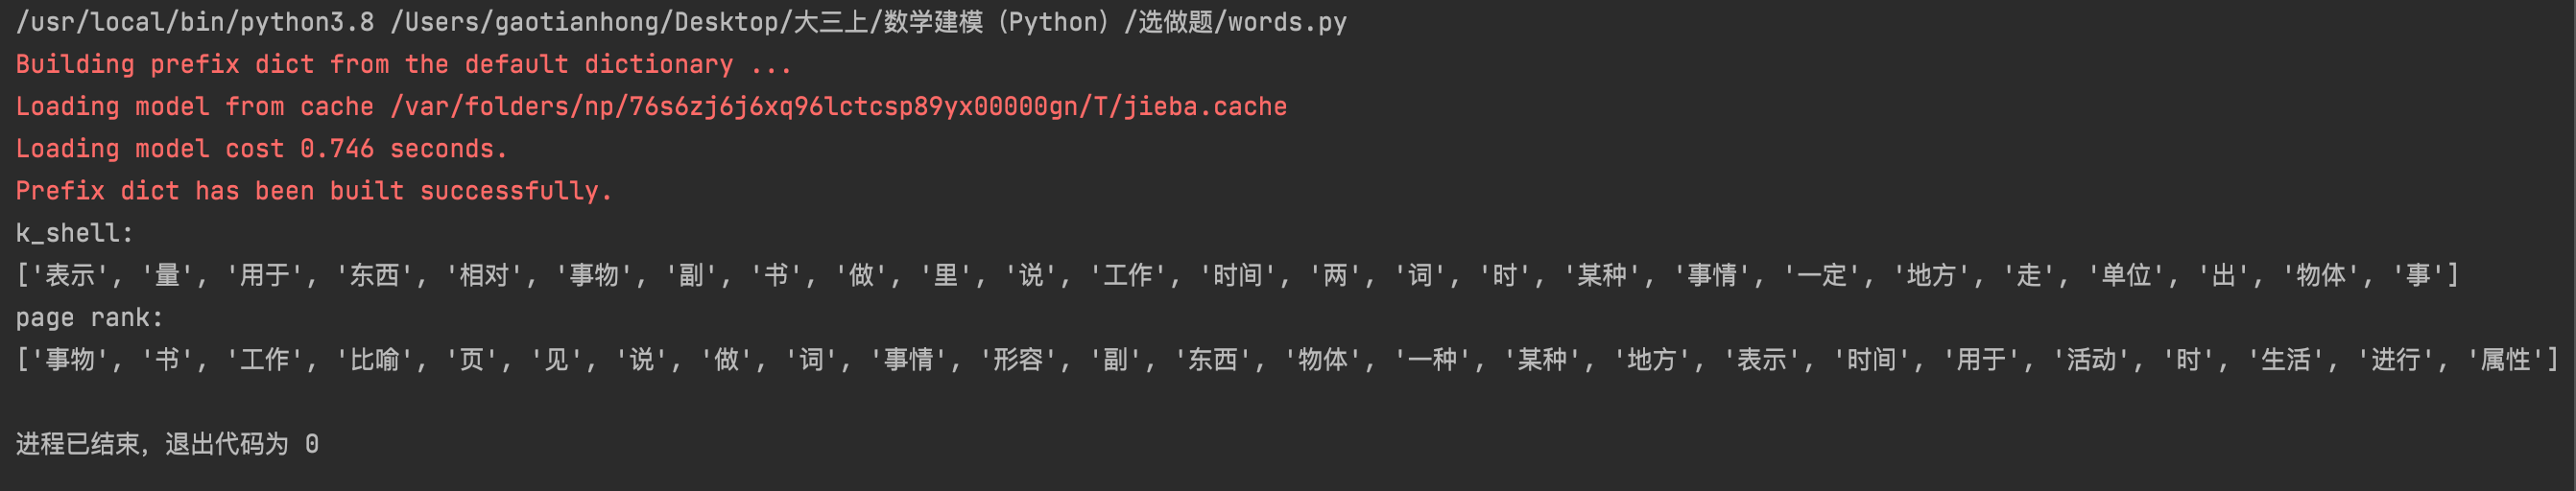 /usr/local/bin/python3.8 /Users/gaotianhong/Desktop/大三上/数学建模（Python）/选做题/words.py
Building prefix dict from the default dictionary ...
Loading model from cache /var/folders/np/76s6zj6j6xq96lctcsp89yx00000gn/T/jieba.cache
Loading model cost 0.746 seconds.
Prefix dict has been built successfully.
k_shell:
['表示', '量', '用于', '东西', '相对', '事物', '副', '书', '做', '里', '说', '工作', '时间', '两', '词', '时', '某种', '事情', '一定', '地方', '走', '单位', '出', '物体', '事']
page rank:
['事物', '书', '工作', '比喻', '页', '见', '说', '做', '词', '事情', '形容', '副', '东西', '物体', '一种', '某种', '地方', '表示', '时间', '用于', '活动', '时', '生活', '进行', '属性']
进程已结束，退出代码为 0